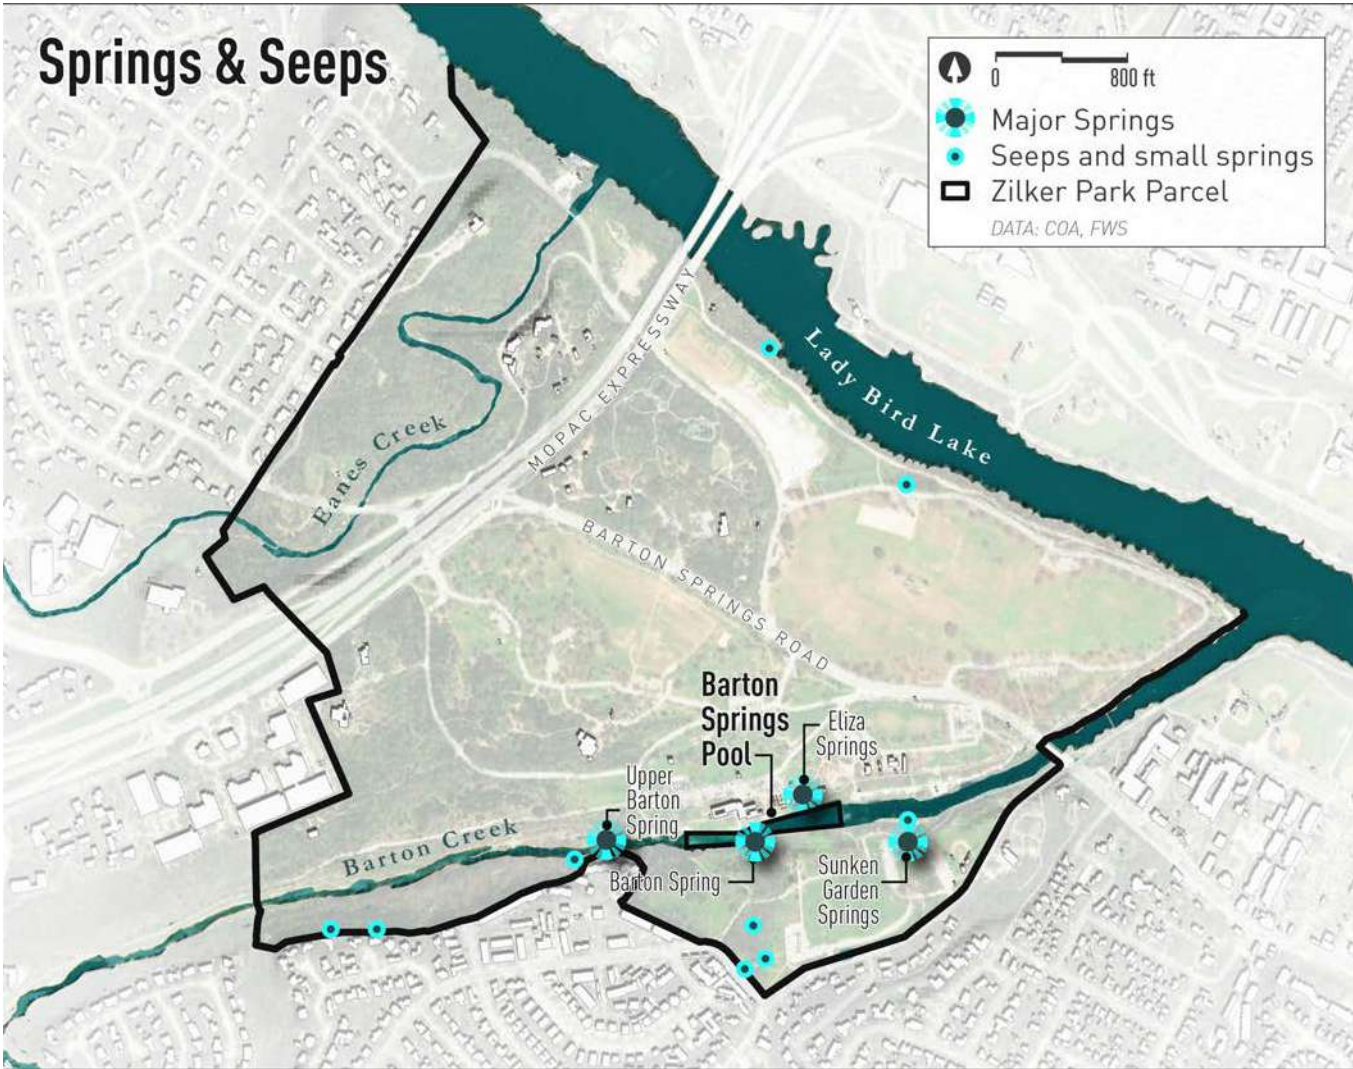 Springs & Seeps
0
800 ft
Major Springs
Seeps and small springs
Zilker Park Parcel
DATA: COA, FWS
MOPAC EXPRESSWAY
Lady Bird Lake
Eanes Creek
BARTON SPRINGS ROAD
Barton
Springs
Pool
Eliza
Springs
Upper
Barton
Spring
Barton Creek
Barton Spring
Sunken
Garden
Springs